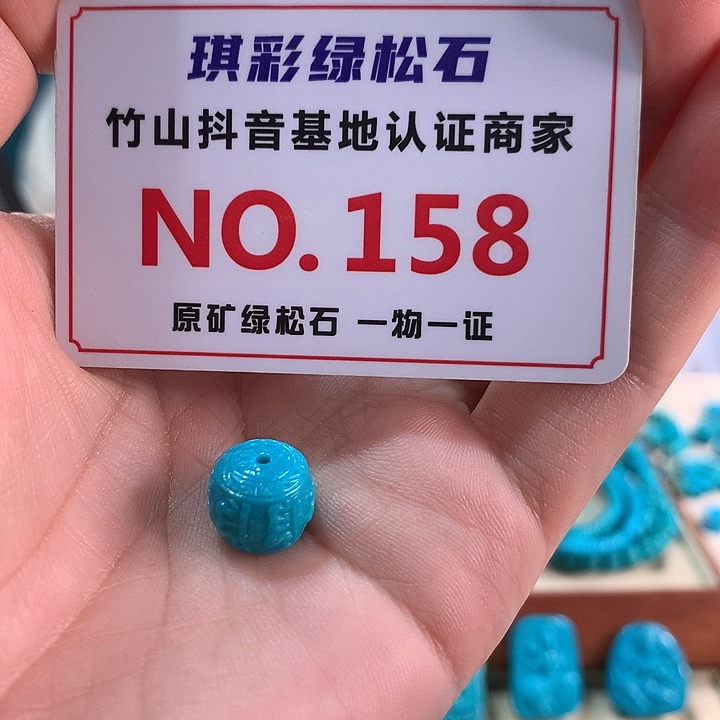 琪彩绿松石
竹山抖音基地认证商家
NO.158
原矿绿松石 一物一证